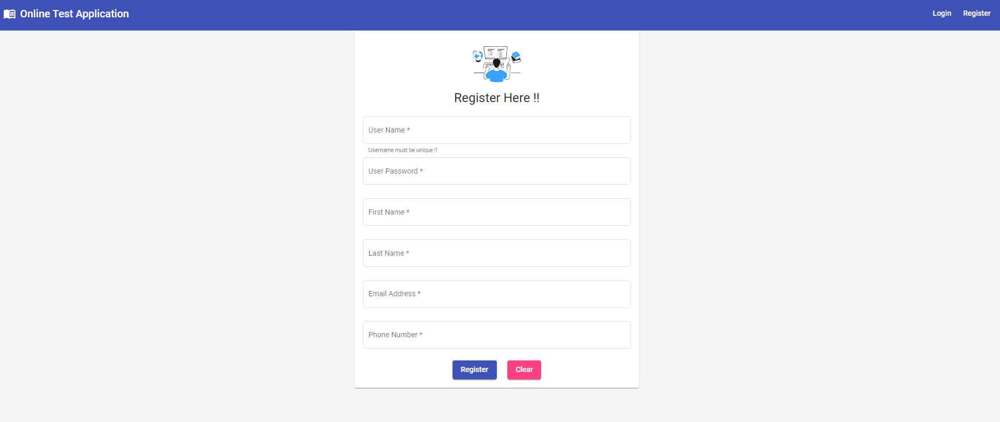 Online Test Application
Login Register
Register Here !!
User Name *
Username must be unique !!
User Password *
First Name *
Last Name *
Email Address *
Phone Number *
Register Clear